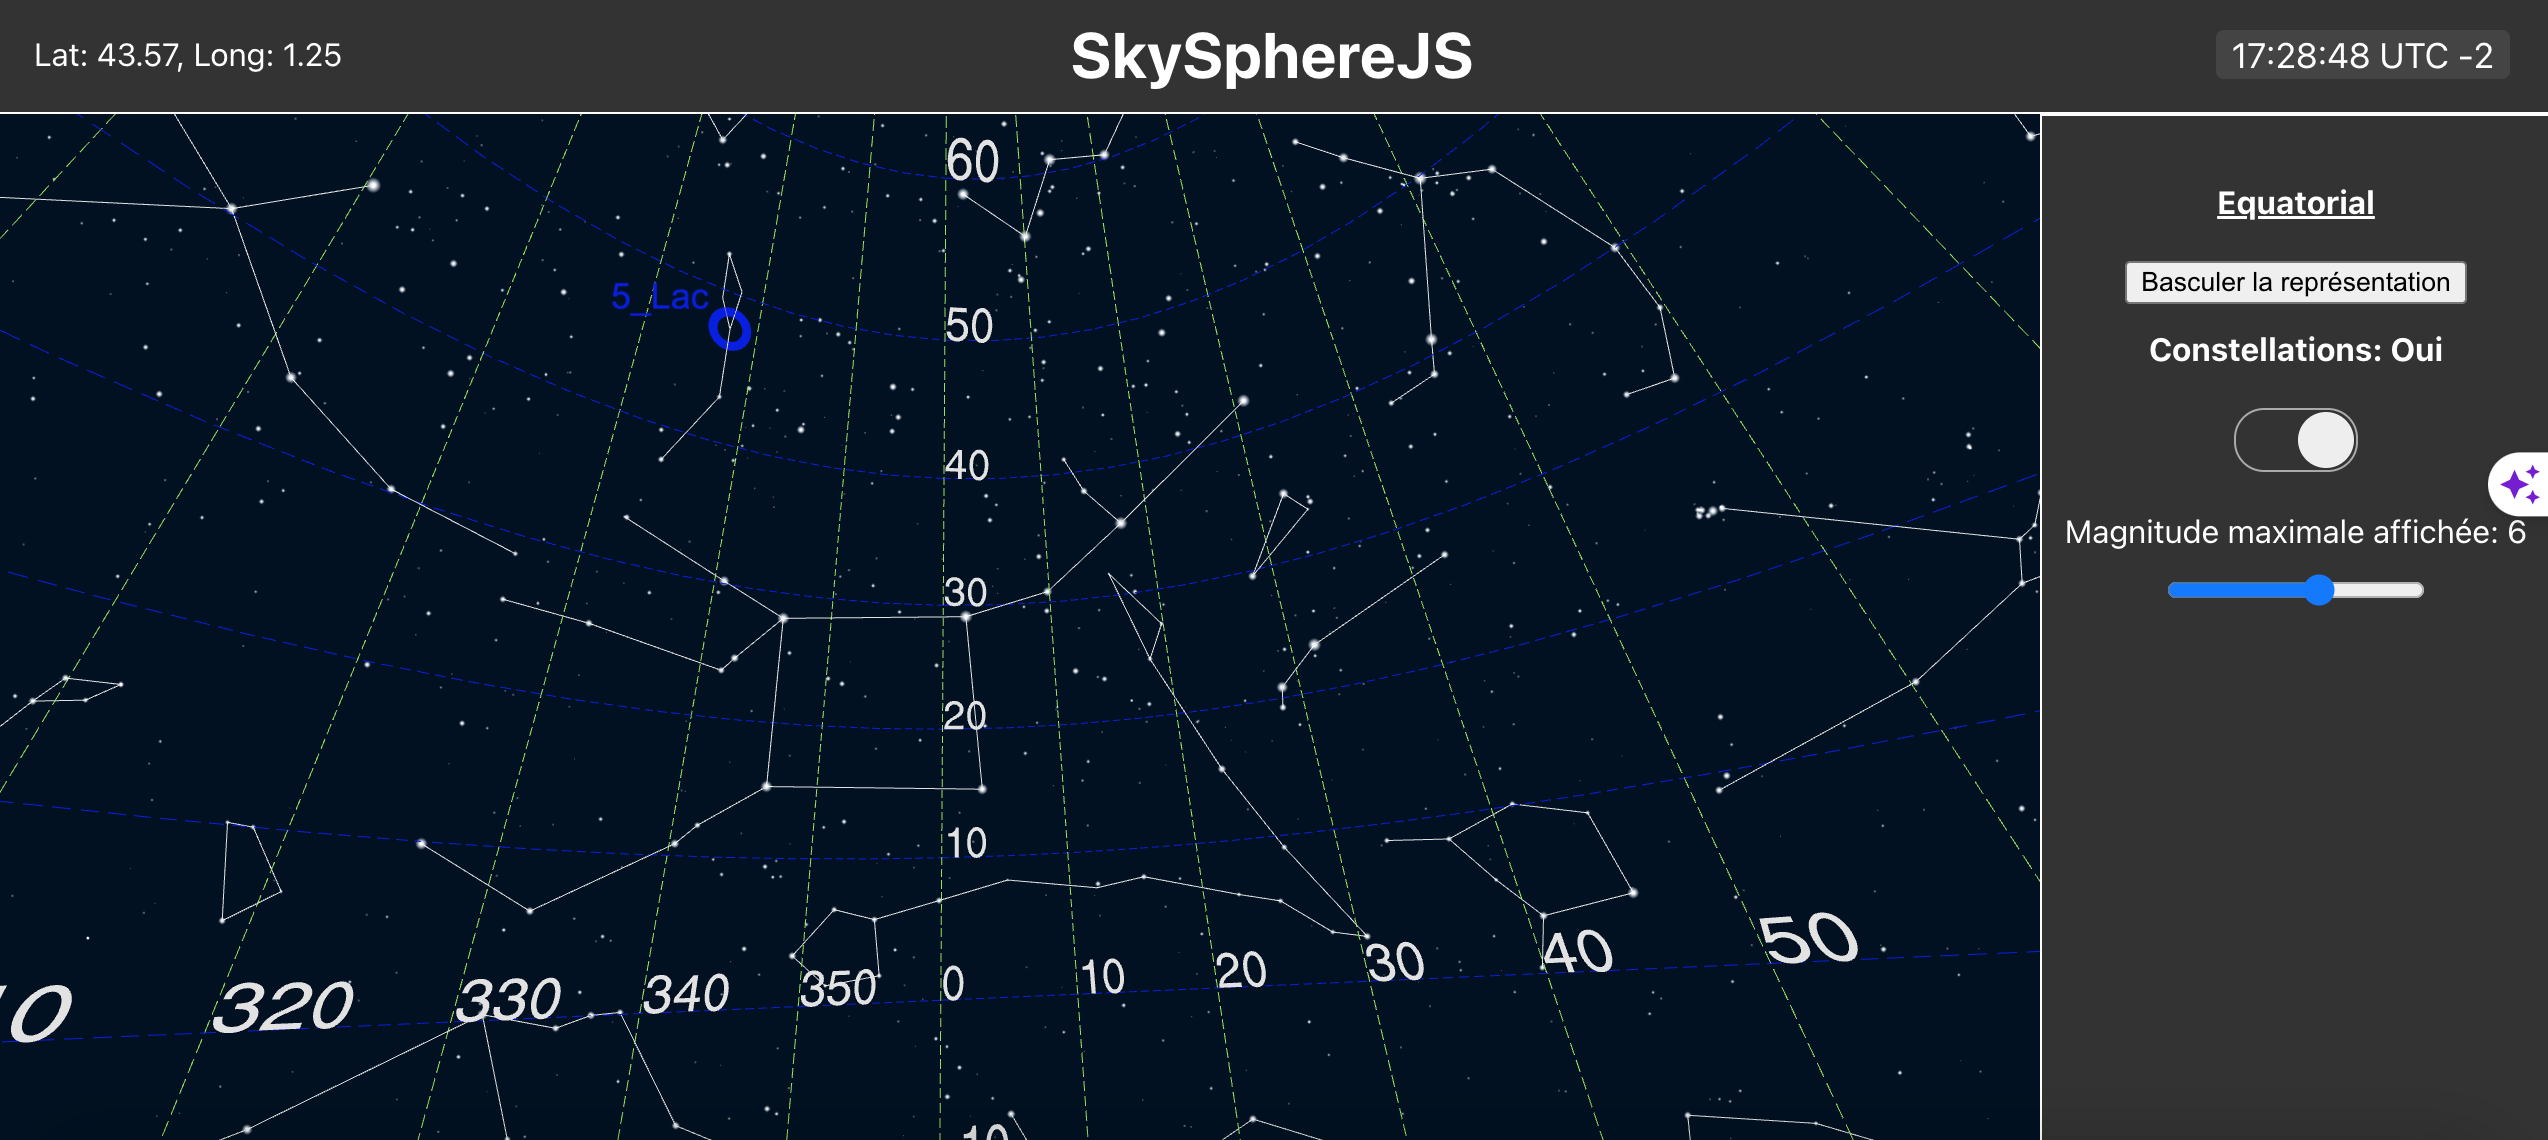 Lat: 43.57, Long: 1.25
SkySphereJS
17:28:48 UTC -2
60
5_Lac
50
40
30
20
10
0
320
330
340
350
0
10
20
30
40
50
10
Equatorial
Basculer la représentation
Constellations: Oui
Magnitude maximale affichée: 6